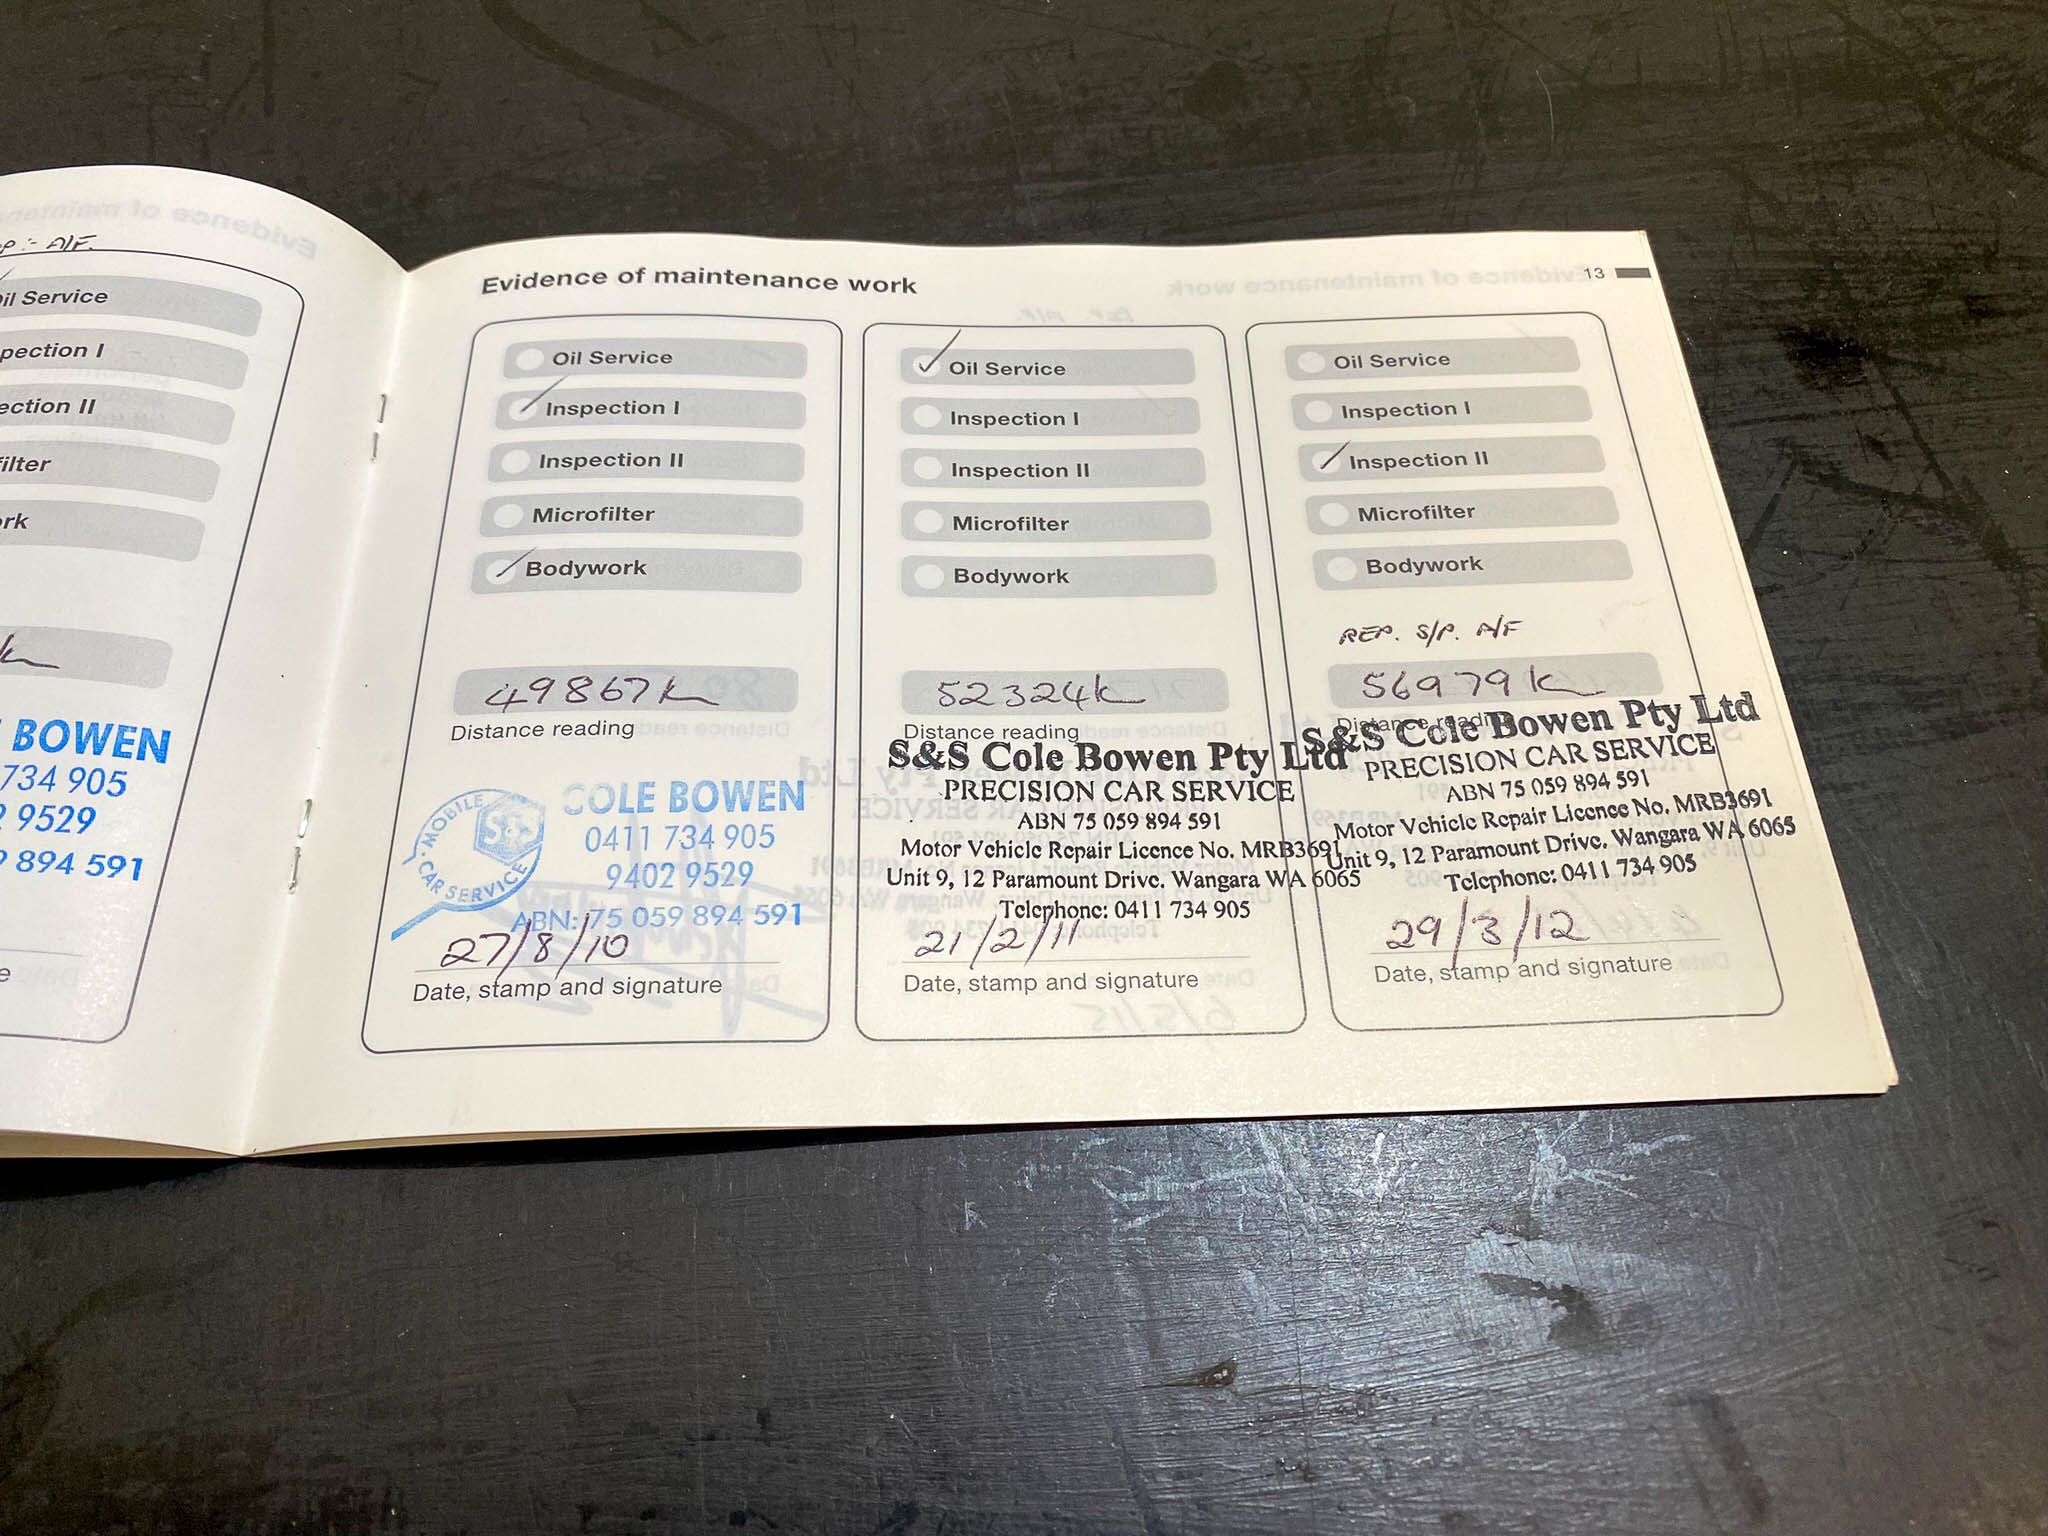 :- A/F.
Oil Service
pection I
ection II
filter
rk
k
BOWEN
734 905
9529
894 591
Evidence of maintenance work
13
Oil Service
Inspection I
Inspection II
Microfilter
Bodywork
49867k
Distance reading
MOBILE
S&S
CAR SERVICE
COLE BOWEN
0411 734 905
9402 9529
ABN: 75 059 894 591
27/8/10
Date, stamp and signature
Oil Service
Inspection I
Inspection II
Microfilter
Bodywork
52324k
Distance reading
S&S Cole Bowen Pty Ltd
PRECISION CAR SERVICE
ABN 75 059 894 591
Motor Vehicle Repair Licence No. MRB3691
Unit 9, 12 Paramount Drive, Wangara WA 6065
Telephone: 0411 734 905
21/2/11
Date, stamp and signature
Oil Service
Inspection I
Inspection II
Microfilter
Bodywork
REP. S/P. A/F
56979k
Distance reading
S&S Cole Bowen Pty Ltd
PRECISION CAR SERVICE
ABN 75 059 894 591
Motor Vehicle Repair Licence No. MRB3691
Unit 9, 12 Paramount Drive, Wangara WA 6065
Telephone: 0411 734 905
29/3/12
Date, stamp and signature